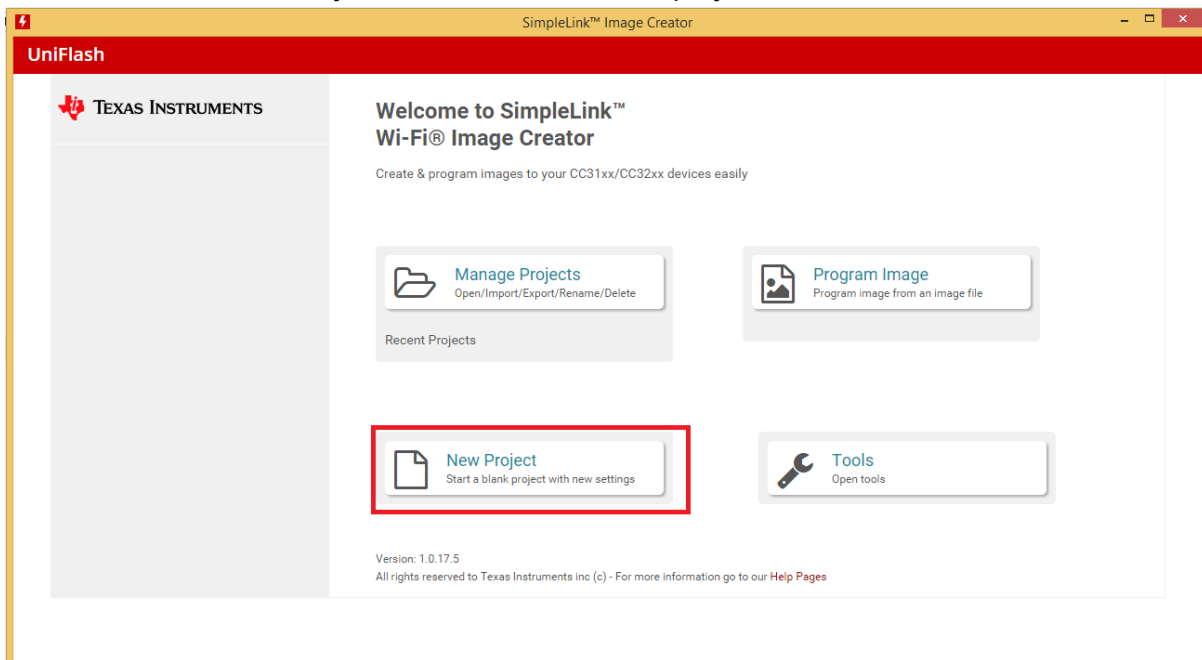 SimpleLink™ Image Creator
UniFlash
TEXAS INSTRUMENTS
Welcome to SimpleLink™
Wi-Fi® Image Creator
Create & program images to your CC31xx/CC32xx devices easily
Manage Projects
Open/Import/Export/Rename/Delete
Recent Projects
Program Image
Program image from an image file
New Project
Start a blank project with new settings
Tools
Open tools
Version: 1.0.17.5
All rights reserved to Texas Instruments inc (c) - For more information go to our Help Pages